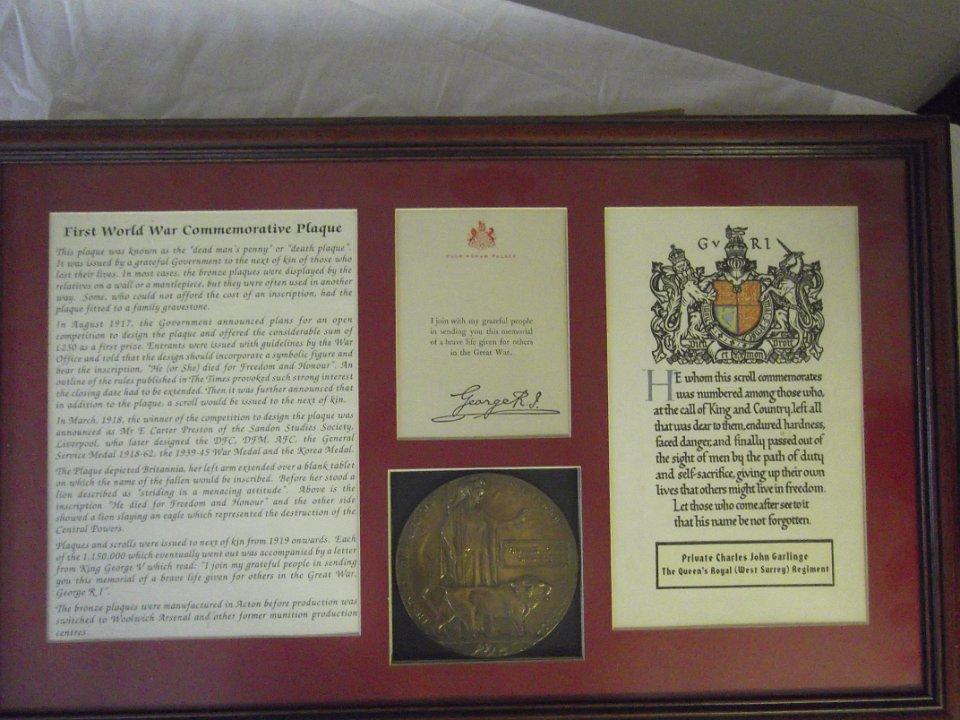 First World War Commemorative Plaque
This plaque was known as the "dead man's penny" or "death plaque".
It was issued by a grateful Government to the next of kin of those who
lost their lives. In most cases, the bronze plaques were displayed by the
relatives on a wall or a mantlepiece, but they were often used in another
way. Some, who could not afford the cost of an inscription, had the
plaque fitted to a family gravestone.
In August 1917, the Government announced plans for an open
competition to design the plaque and offered the considerable sum of
£250 as a first prize. Entrants were issued with guidelines by the War
Office and told that the design should incorporate a symbolic figure and
bear the inscription, "He (or She) died for Freedom and Honour". An
outline of the rules published in The Times provoked such strong interest
the closing date had to be extended. Then it was further announced that
in addition to the plaque, a scroll would be issued to the next of kin.
In March, 1918, the winner of the competition to design the plaque was
announced as Mr E Carter Preston of the Sandon Studios Society,
Liverpool, who later designed the DFC, DFM, AFC, the General
Service Medal 1918-62, the 1939-45 War Medal and the Korea Medal.
The Plaque depicted Britannia, her left arm extended over a blank tablet
on which the name of the fallen would be inscribed. Before her stood a
lion described as "striding in a menacing attitude". Above is the
inscription "He died for Freedom and Honour" and the other side
showed a lion slaying an eagle which represented the destruction of the
Central Powers.
Plaques and scrolls were issued to next of kin from 1919 onwards. Each
of the 1,150,000 which eventually went out was accompanied by a letter
from King George V which read: "I join my grateful people in sending
you this memorial of a brave life given for others in the Great War.
George R I".
The bronze plaques were manufactured in Acton before production was
switched to Woolwich Arsenal and other former munition production
centres.
BUCKINGHAM PALACE
I join with my grateful people
in sending you this memorial
of a brave life given for others
in the Great War.
George R.I.
G V R I
Dieu et Mon Droit
HE whom this scroll commemorates
was numbered among those who,
at the call of King and Country, left all
that was dear to them, endured hardness,
faced danger, and finally passed out of
the sight of men by the path of duty
and self-sacrifice, giving up their own
lives that others might live in freedom.
Let those who come after see to it
that his name be not forgotten.
Private Charles John Garlinge
The Queen's Royal (West Surrey) Regiment